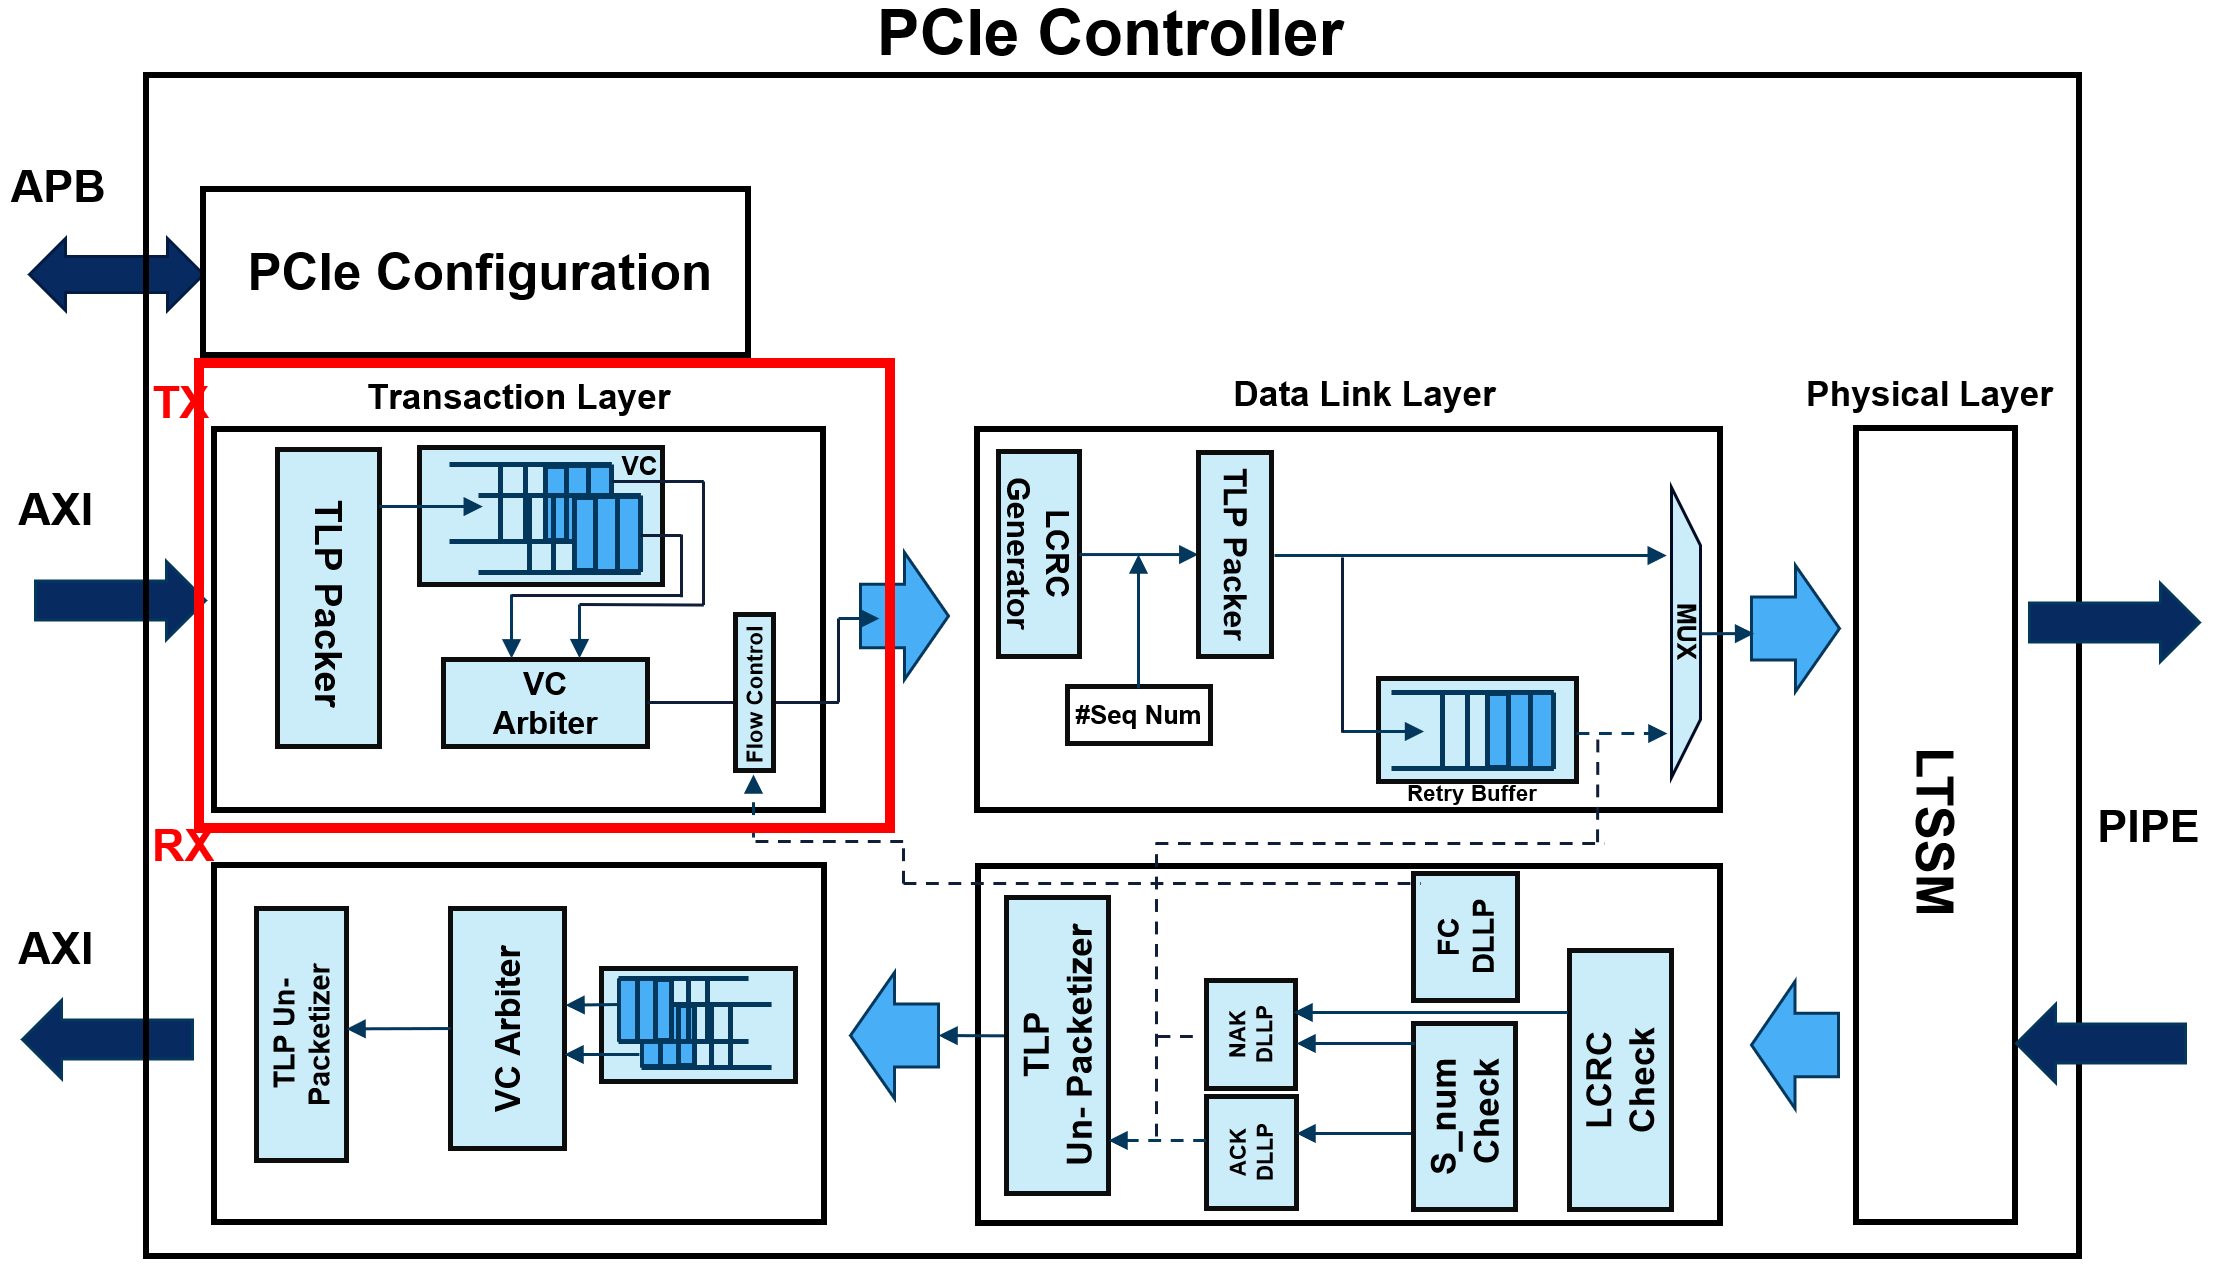 PCIe Controller
APB
PCIe Configuration
TX
Transaction Layer
Data Link Layer
Physical Layer
AXI
TLP Packer
VC
VC
Arbiter
Flow Control
LCRC
Generator
#Seq Num
TLP Packer
Retry Buffer
MUX
LTSSM
PIPE
RX
AXI
TLP Un-
Packetizer
VC Arbiter
TLP
Un- Packetizer
NAK
DLLP
ACK
DLLP
FC
DLLP
S_num
Check
LCRC
Check